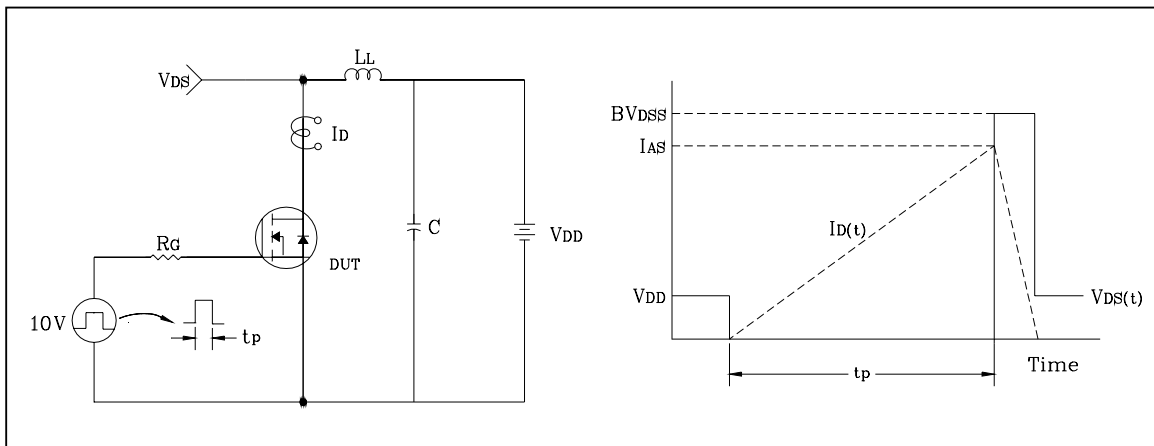 LL
VDS
ID
C
VDD
RG
DUT
10V
tp
BVDSS
IAS
ID(t)
VDD
VDS(t)
Time
tp